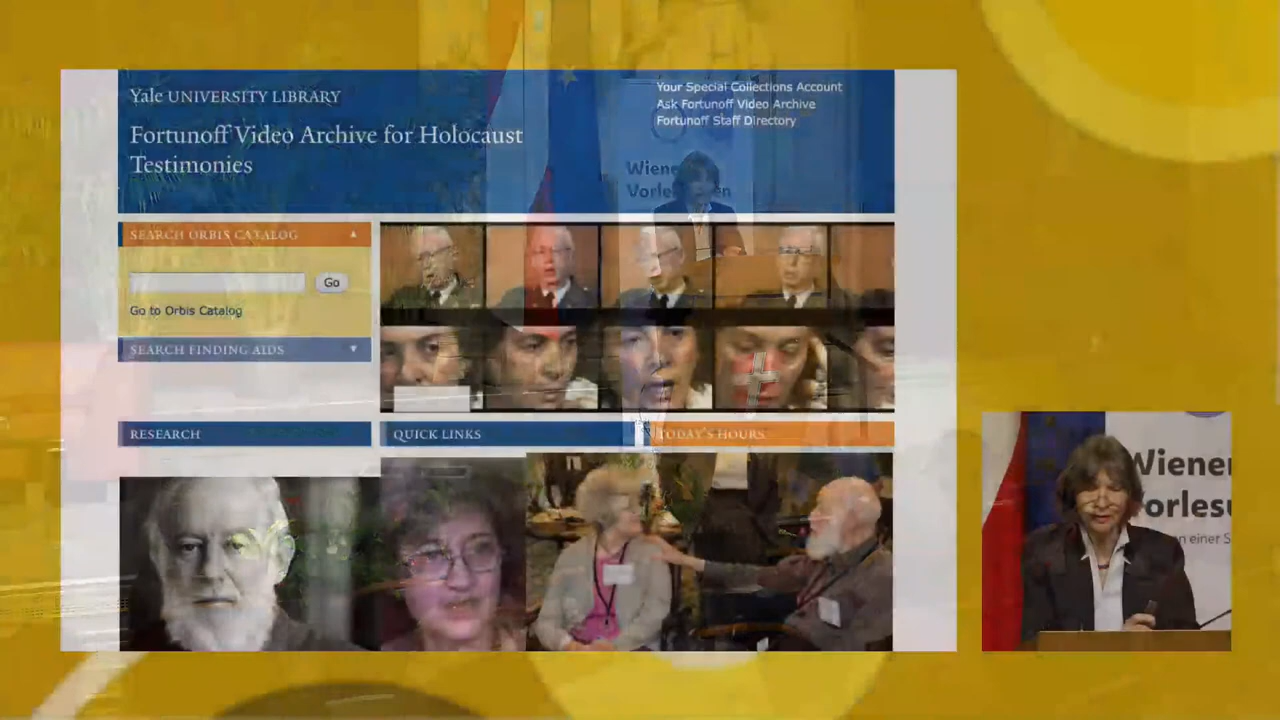 Yale UNIVERSITY LIBRARY
Fortunoff Video Archive for Holocaust
Testimonies
Your Special Collections Account
Ask Fortunoff Video Archive
Fortunoff Staff Directory
Wiener
SEARCH ORBIS CATALOG
Go
Go to Orbis Catalog
SEARCH FINDING AIDS
RESEARCH
QUICK LINKS
TODAY'S HOURS
Wiener
Vorlesu
n einer S